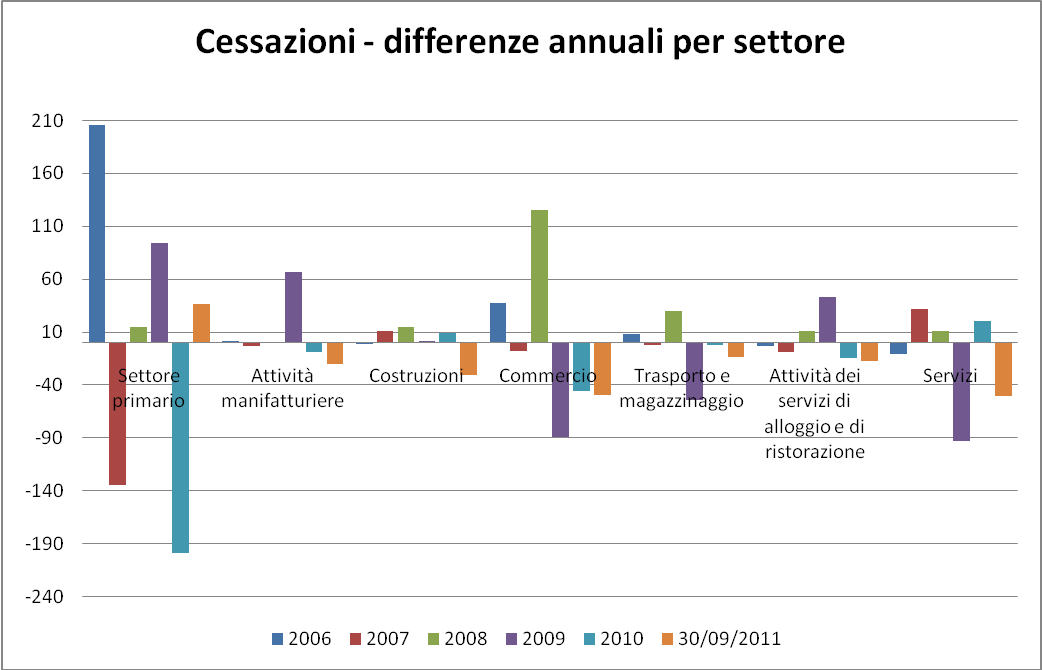 Cessazioni - differenze annuali per settore
210
160
110
60
10
-40
-90
-140
-190
-240
Settore
primario
Attività
manifatturiere
Costruzioni
Commercio
Trasporto e
magazzinaggio
Attività dei
servizi di
alloggio e di
ristorazione
Servizi
2006 2007 2008 2009 2010 30/09/2011